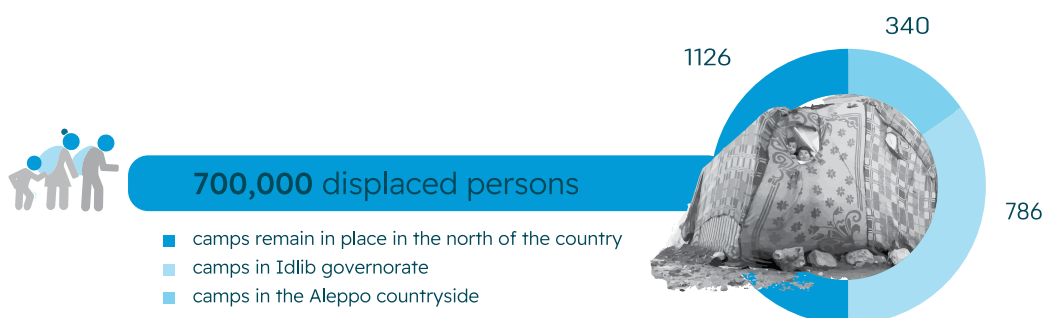 340
1126
700,000 displaced persons
786
camps remain in place in the north of the country
camps in Idlib governorate
camps in the Aleppo countryside